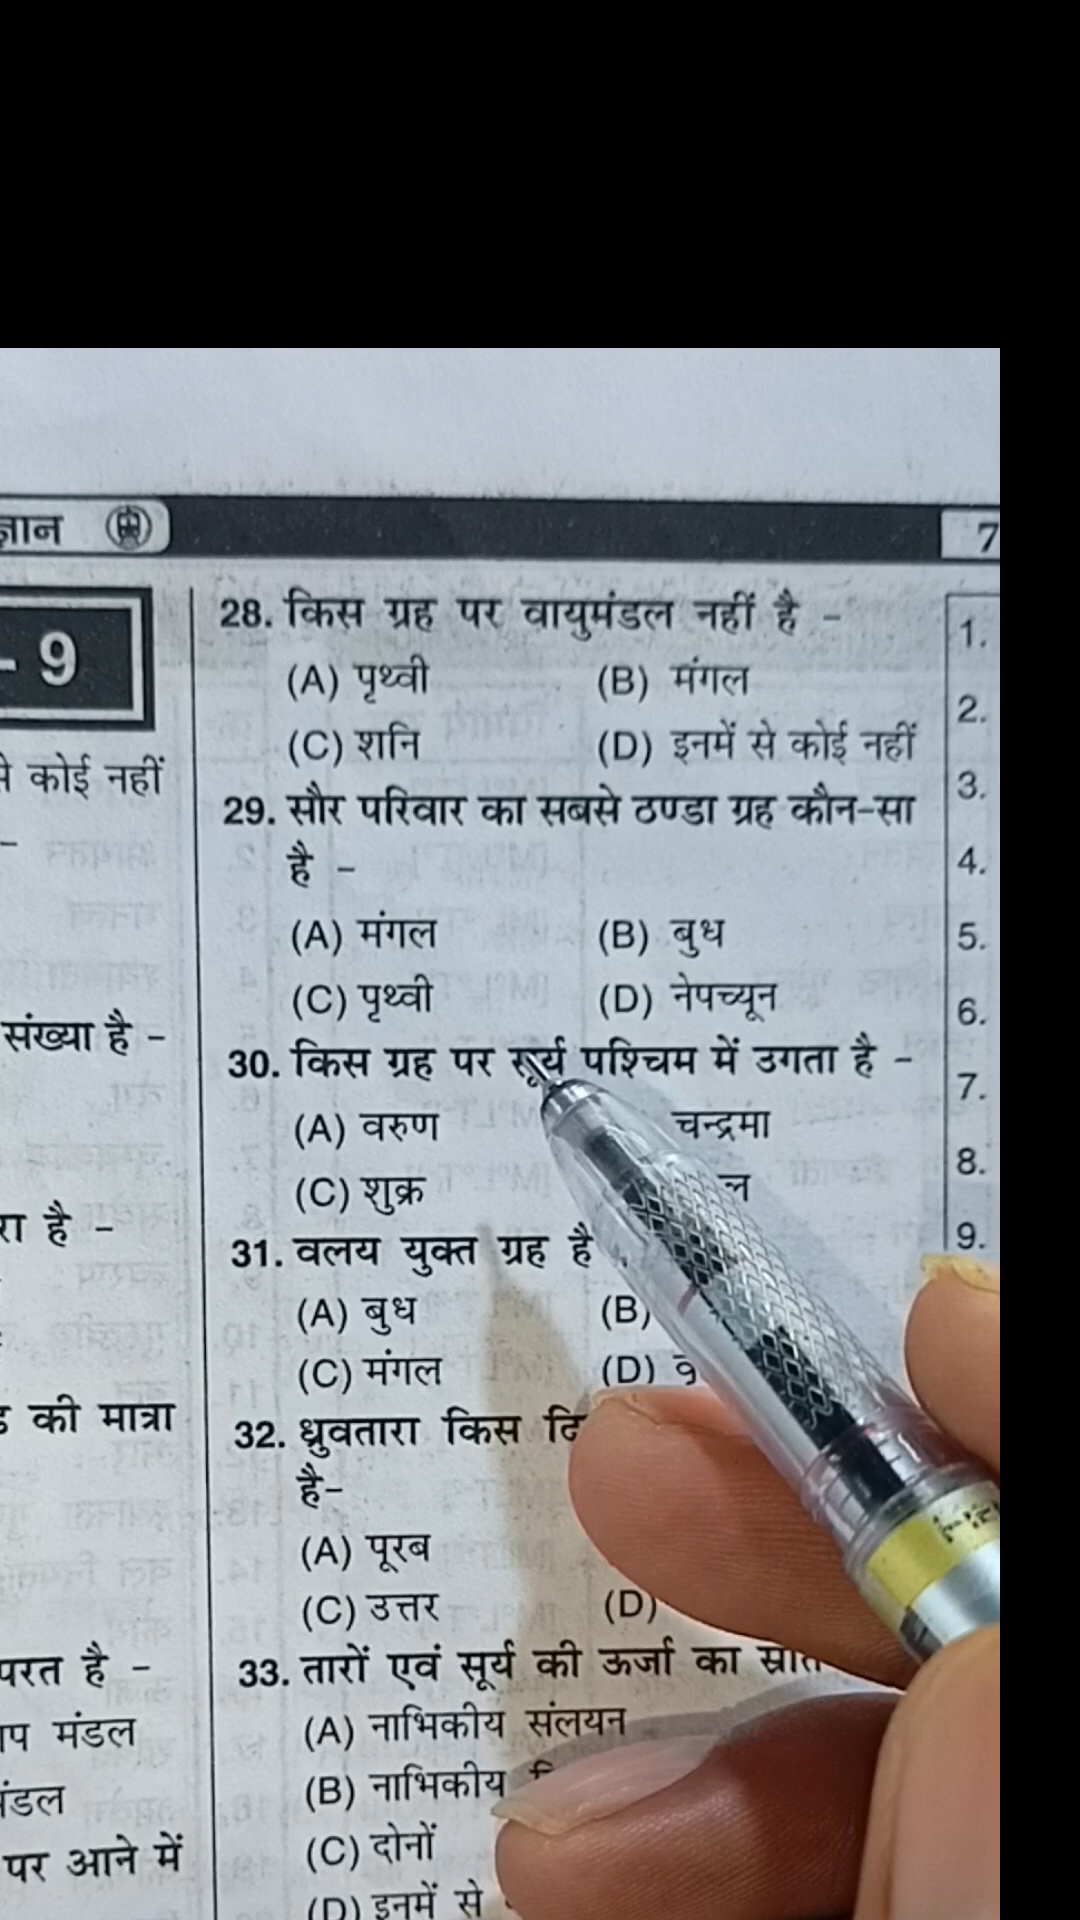 ज्ञान
7
- 9
से कोई नहीं
-
संख्या है -
है -
की मात्रा
परत है -
मंडल
मंडल
पर आने में
28. किस ग्रह पर वायुमंडल नहीं है -
(A) पृथ्वी (B) मंगल
(C) शनि (D) इनमें से कोई नहीं
29. सौर परिवार का सबसे ठण्डा ग्रह कौन-सा
है -
(A) मंगल (B) बुध
(C) पृथ्वी (D) नेपच्यून
30. किस ग्रह पर सूर्य पश्चिम में उगता है -
(A) वरुण चन्द्रमा
(C) शुक्र ल
31. वलय युक्त ग्रह है
(A) बुध (B)
(C) मंगल (D)
32. ध्रुवतारा किस
है-
(A) पूरब
(C) उत्तर (D)
33. तारों एवं सूर्य की ऊर्जा का
(A) नाभिकीय संलयन
(B) नाभिकीय
(C) दोनों
(D) इनमें से
1.
2.
3.
4.
5.
6.
7.
8.
9.